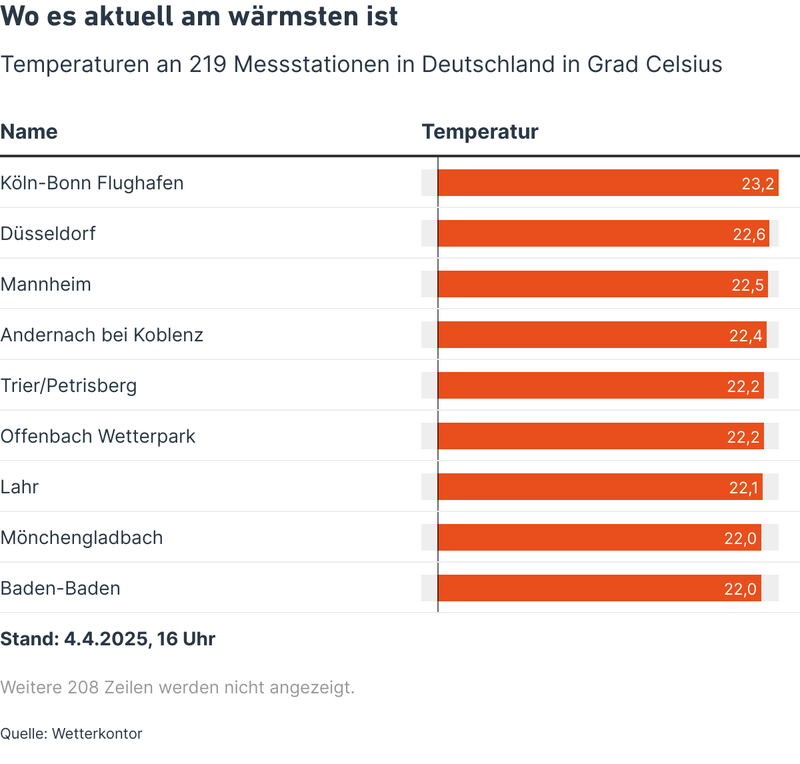 Wo es aktuell am wärmsten ist
Temperaturen an 219 Messstationen in Deutschland in Grad Celsius
Name Temperatur
Köln-Bonn Flughafen 23,2
Düsseldorf 22,6
Mannheim 22,5
Andernach bei Koblenz 22,4
Trier/Petrisberg 22,2
Offenbach Wetterpark 22,2
Lahr 22,1
Mönchengladbach 22,0
Baden-Baden 22,0
Stand: 4.4.2025, 16 Uhr
Weitere 208 Zeilen werden nicht angezeigt.
Quelle: Wetterkontor